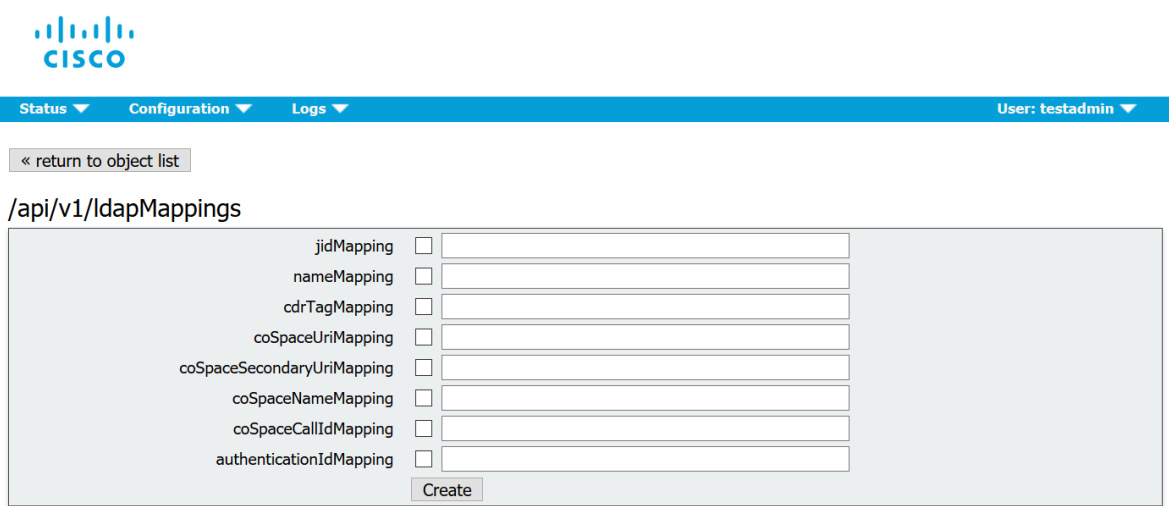 CISCO
Status Configuration Logs User: testadmin
« return to object list
/api/v1/ldapMappings
jidMapping
nameMapping
cdrTagMapping
coSpaceUriMapping
coSpaceSecondaryUriMapping
coSpaceNameMapping
coSpaceCallIdMapping
authenticationIdMapping
Create